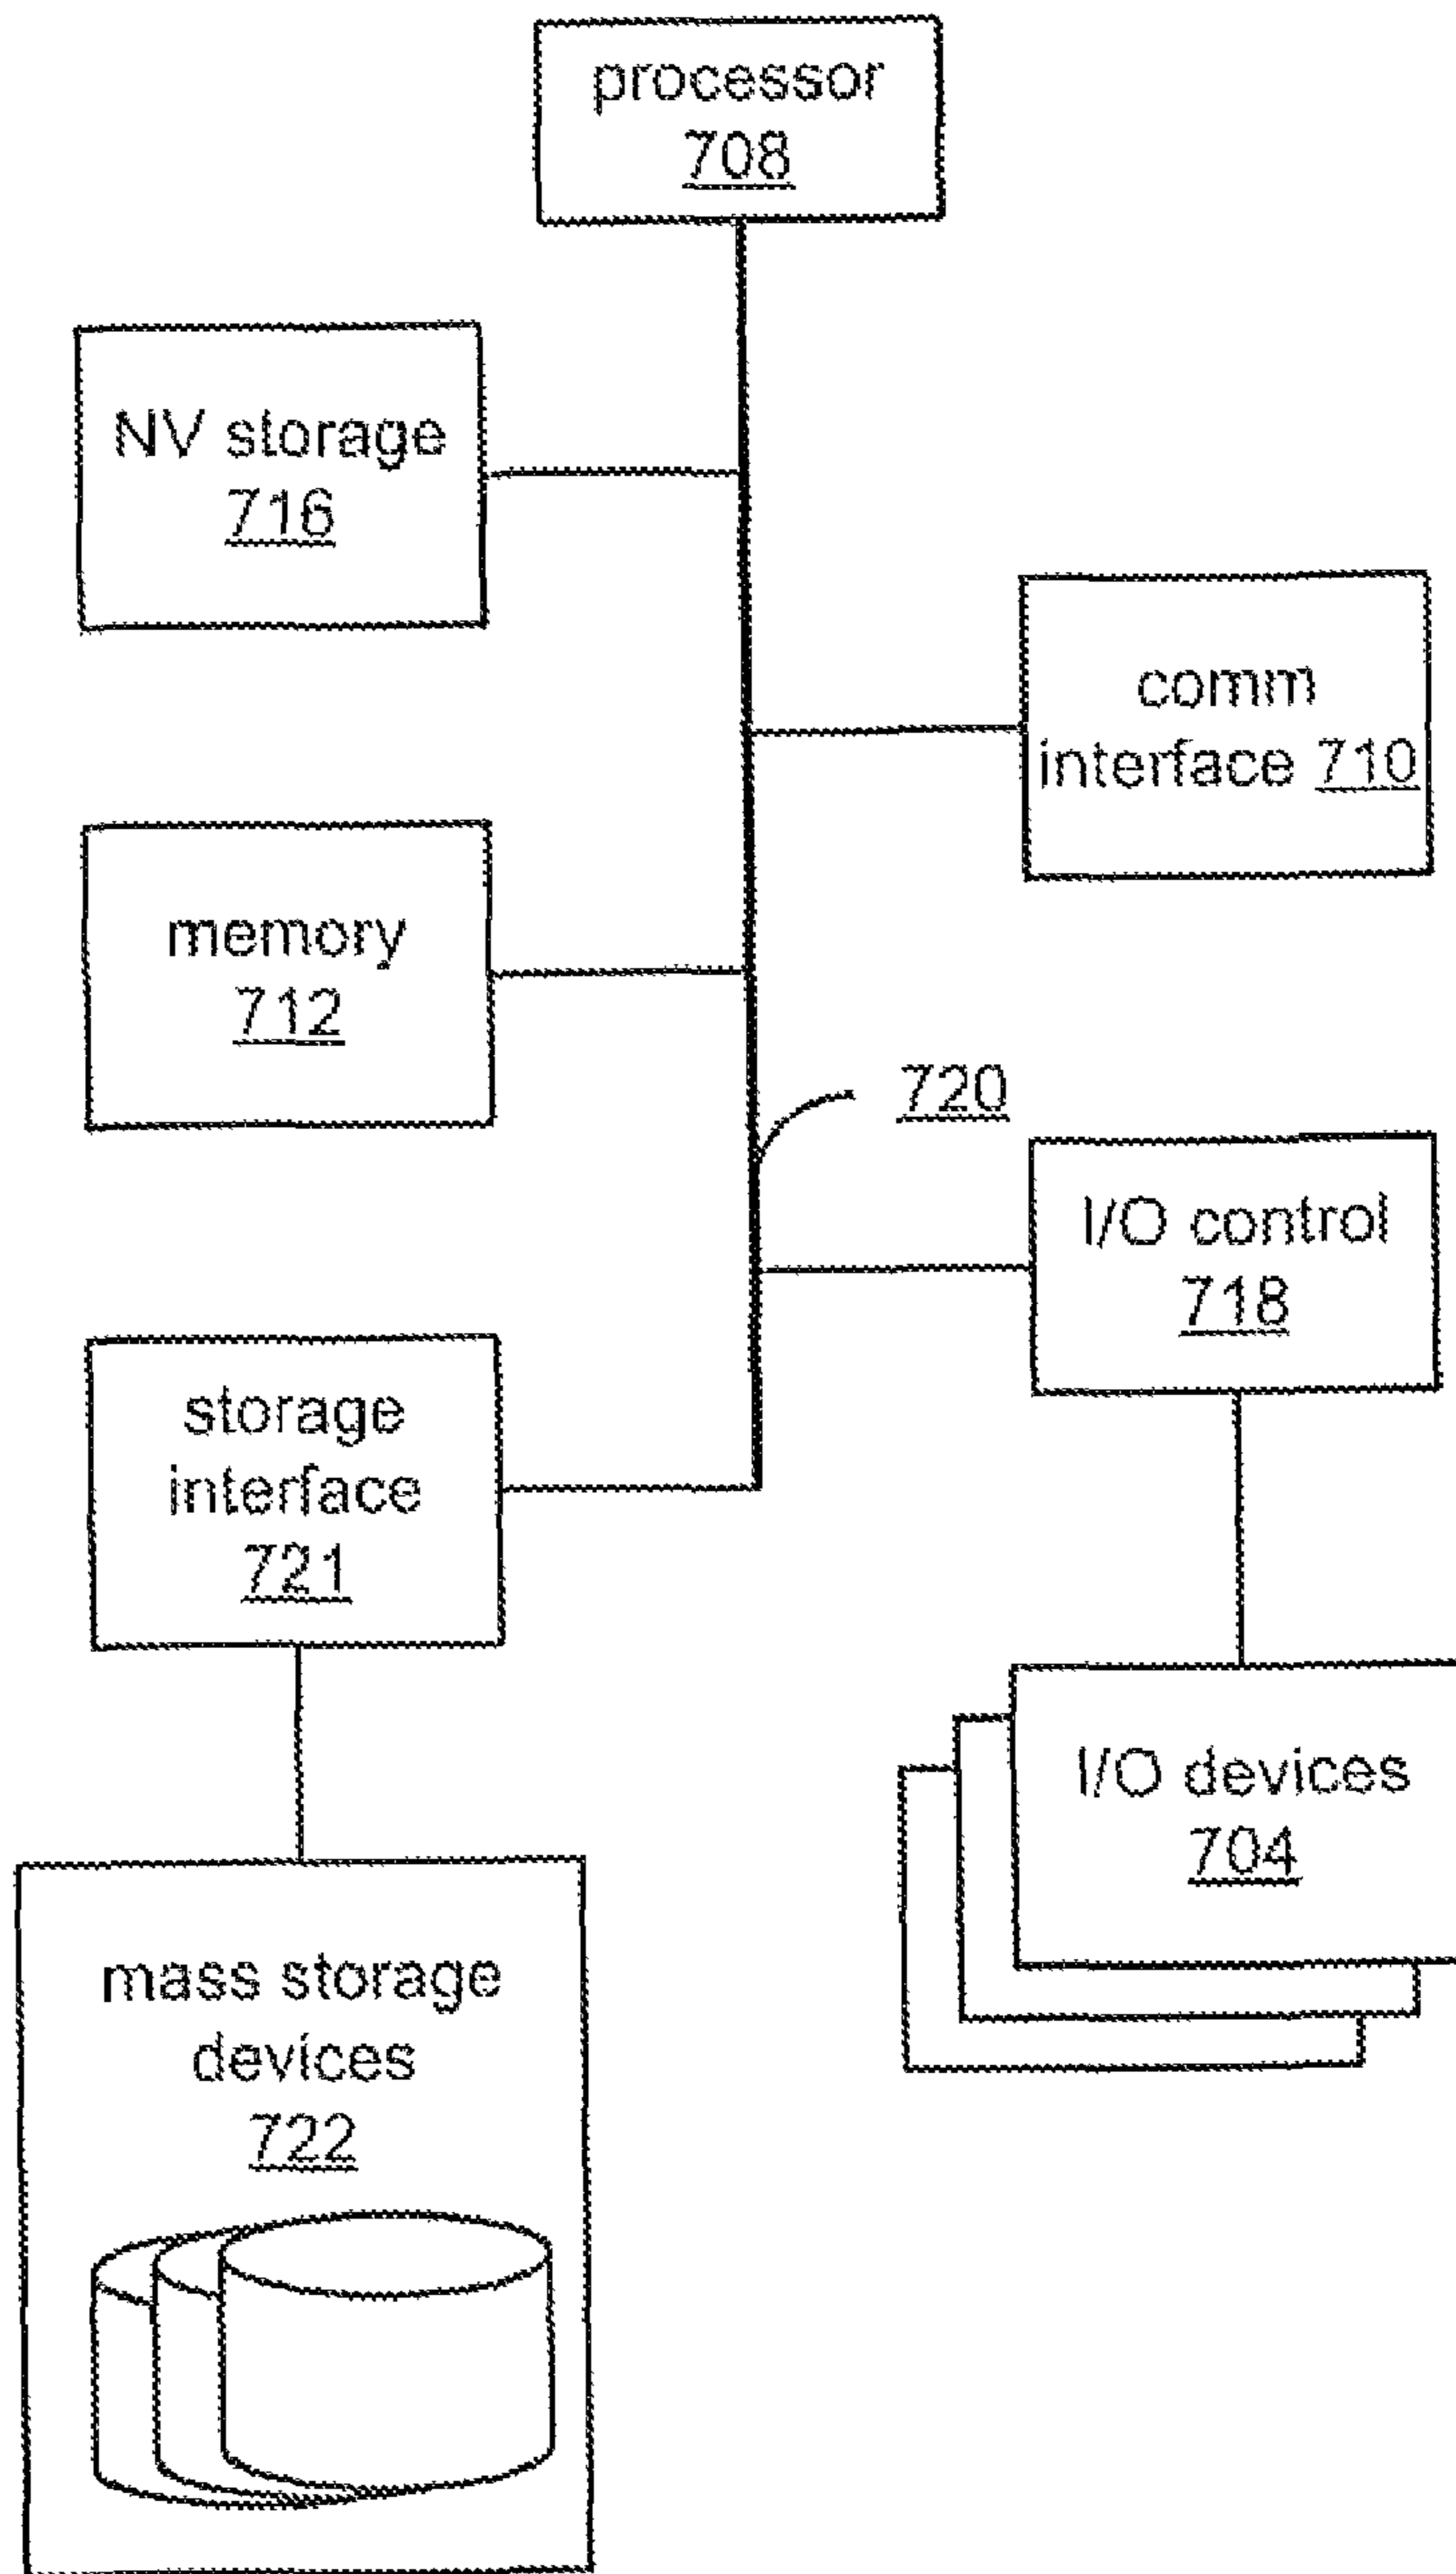 processor
708
NV storage
716
comm
interface 710
memory
712
720
I/O control
718
storage
interface
721
I/O devices
704
mass storage
devices
722